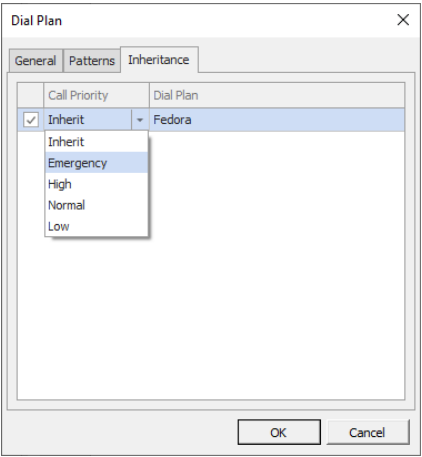 Dial Plan
General Patterns Inheritance
Call Priority Dial Plan
Inherit Fedora
Inherit
Emergency
High
Normal
Low
OK Cancel